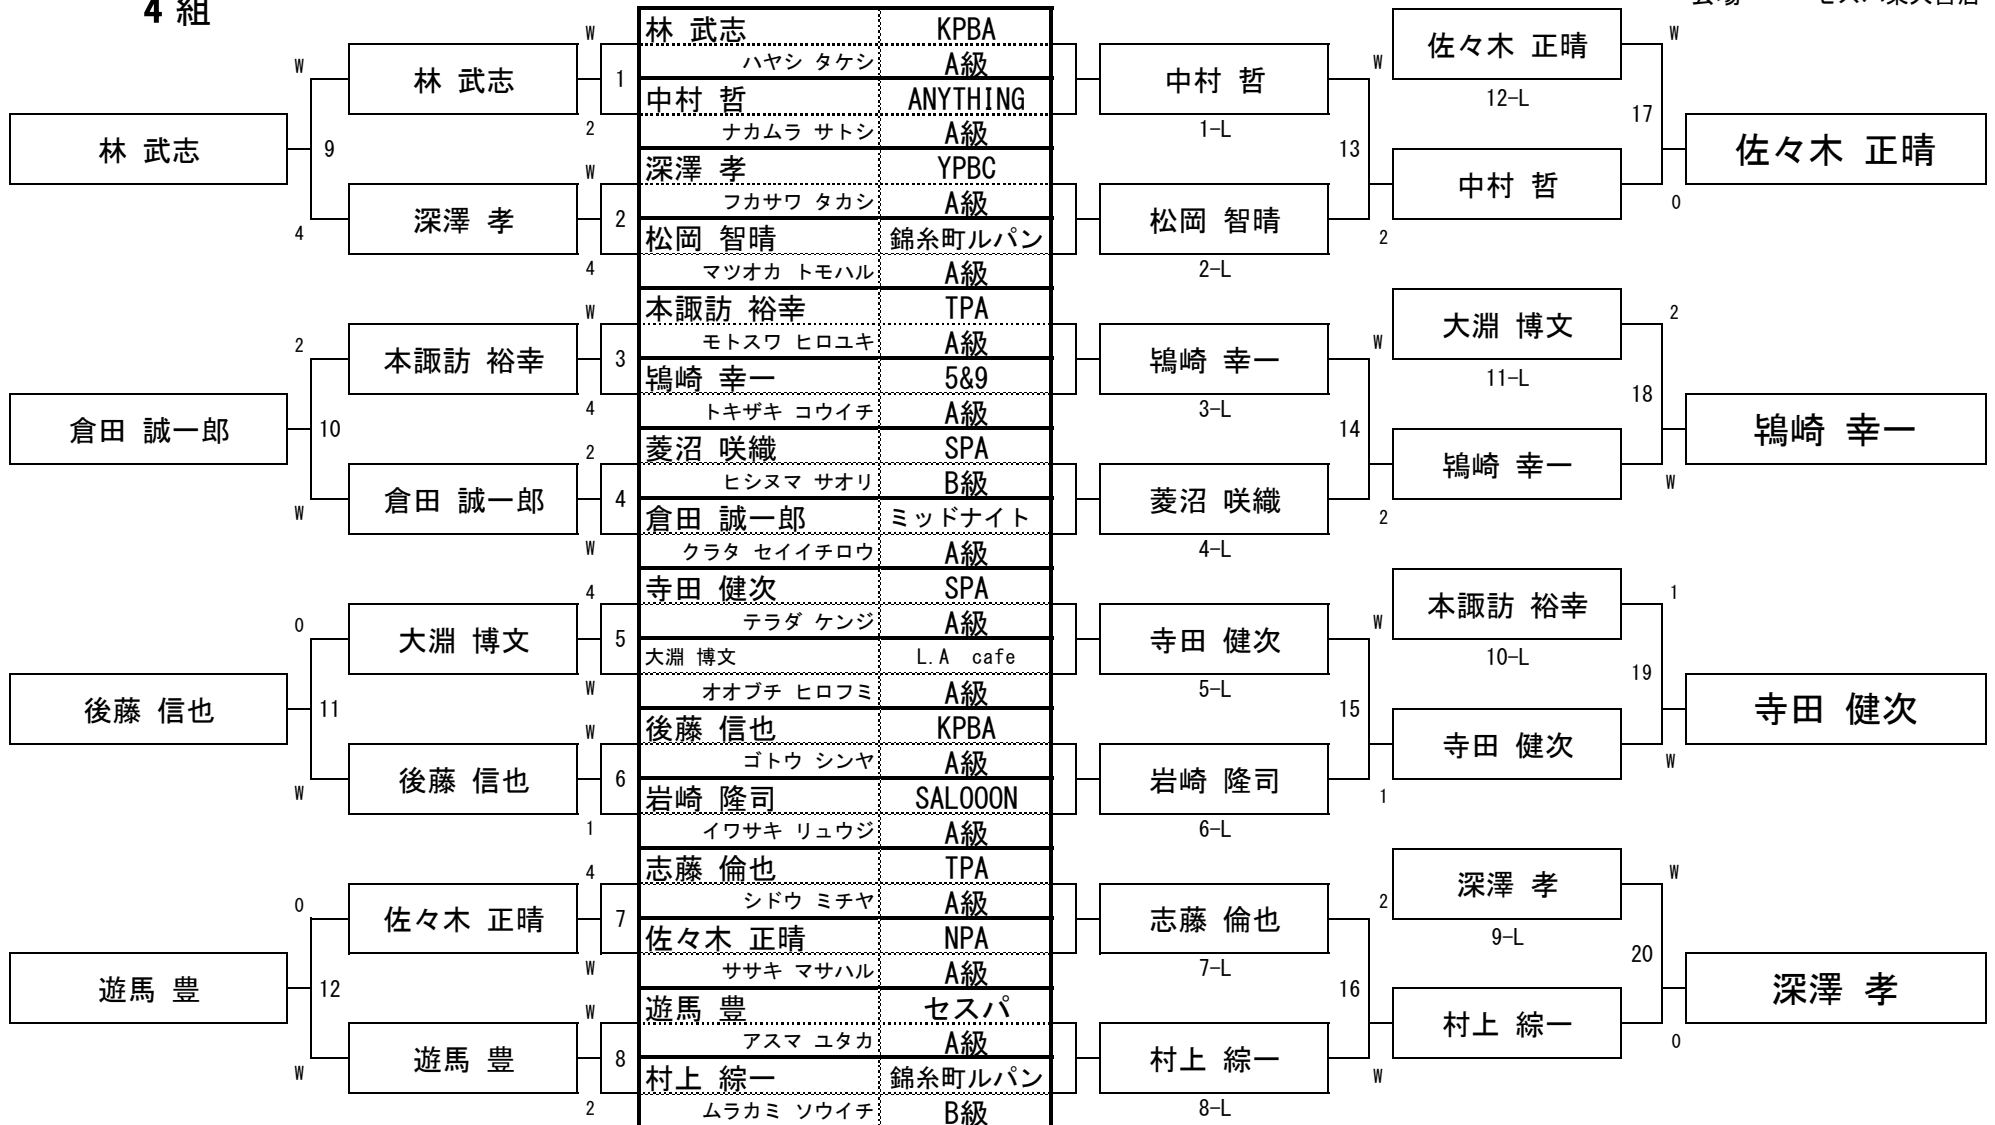 4 組
林 武志 KPBA
ハヤシ タケシ A級
中村 哲 ANYTHING
ナカムラ サトシ A級
深澤 孝 YPBC
フカサワ タカシ A級
松岡 智晴 錦糸町ルパン
マツオカ トモハル A級
本諏訪 裕幸 TPA
モトスワ ヒロユキ A級
鴇崎 幸一 5&9
トキザキ コウイチ A級
菱沼 咲織 SPA
ヒシヌマ サオリ B級
倉田 誠一郎 ミッドナイト
クラタ セイイチロウ A級
寺田 健次 SPA
テラダ ケンジ A級
大淵 博文 L.A cafe
オオブチ ヒロフミ A級
後藤 信也 KPBA
ゴトウ シンヤ A級
岩崎 隆司 SALOOON
イワサキ リュウジ A級
志藤 倫也 TPA
シドウ ミチヤ A級
佐々木 正晴 NPA
ササキ マサハル A級
遊馬 豊 セスパ
アスマ ユタカ A級
村上 綜一 錦糸町ルパン
ムラカミ ソウイチ B級
W
1
2
W
2
4
W
3
4
2
4
W
4
5
W
W
6
1
4
7
W
W
8
2
林 武志
深澤 孝
本諏訪 裕幸
倉田 誠一郎
大淵 博文
後藤 信也
佐々木 正晴
遊馬 豊
W
9
4
2
10
W
0
11
W
0
12
W
林 武志
倉田 誠一郎
後藤 信也
遊馬 豊
中村 哲
1-L
松岡 智晴
2-L
鴇崎 幸一
3-L
菱沼 咲織
4-L
寺田 健次
5-L
岩崎 隆司
6-L
志藤 倫也
7-L
村上 綜一
8-L
W
13
2
W
14
2
W
15
1
2
16
W
佐々木 正晴
12-L
中村 哲
大淵 博文
11-L
鴇崎 幸一
本諏訪 裕幸
10-L
寺田 健次
深澤 孝
9-L
村上 綜一
W
17
0
2
18
W
1
19
W
W
20
0
佐々木 正晴
鴇崎 幸一
寺田 健次
深澤 孝